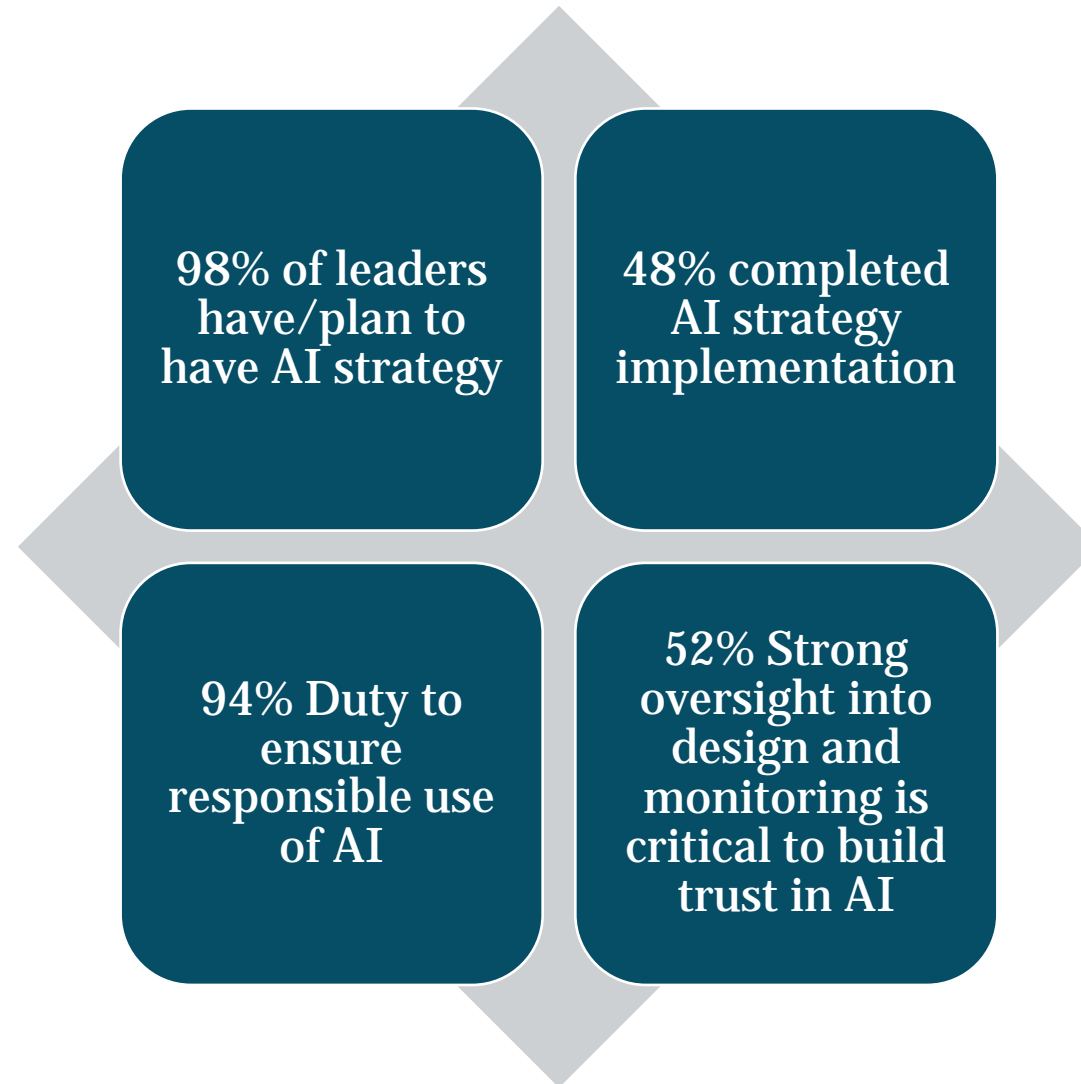 98% of leaders
have/plan to
have AI strategy
48% completed
AI strategy
implementation
94% Duty to
ensure
responsible use
of AI
52% Strong
oversight into
design and
monitoring is
critical to build
trust in AI